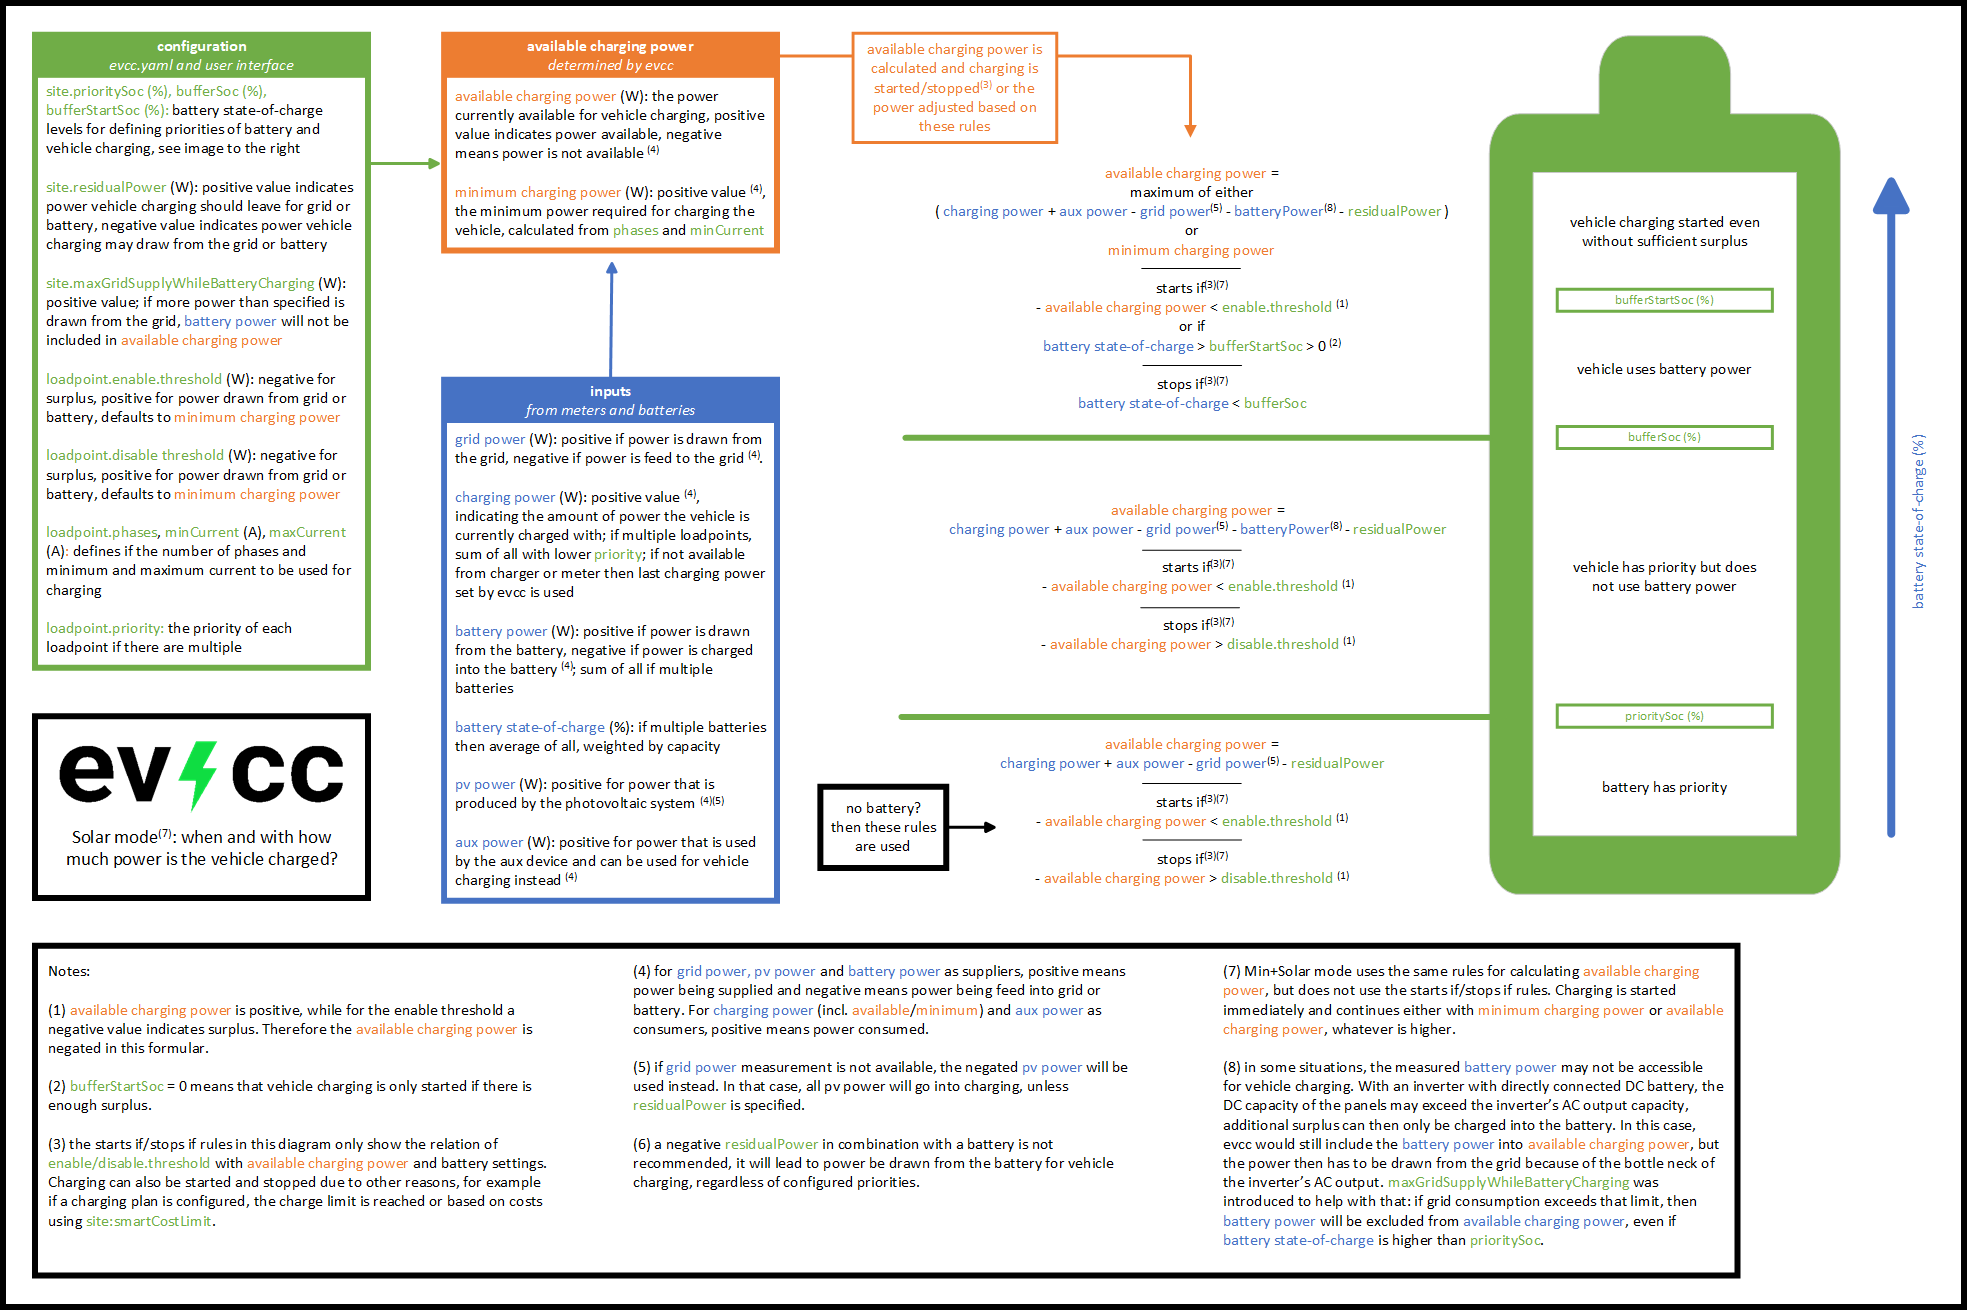 configuration
evcc.yaml and user interface
site.prioritySoc (%), bufferSoc (%),
bufferStartSoc (%): battery state-of-charge
levels for defining priorities of battery and
vehicle charging, see image to the right
site.residualPower (W): positive value indicates
power vehicle charging should leave for grid or
battery, negative value indicates power vehicle
charging may draw from the grid or battery
site.maxGridSupplyWhileBatteryCharging (W):
positive value; if more power than specified is
drawn from the grid, battery power will not be
included in available charging power
loadpoint.enable.threshold (W): negative for
surplus, positive for power drawn from grid or
battery, defaults to minimum charging power
loadpoint.disable threshold (W): negative for
surplus, positive for power drawn from grid or
battery, defaults to minimum charging power
loadpoint.phases, minCurrent (A), maxCurrent
(A): defines if the number of phases and
minimum and maximum current to be used for
charging
loadpoint.priority: the priority of each
loadpoint if there are multiple
evcc
Solar mode(7): when and with how
much power is the vehicle charged?
available charging power
determined by evcc
available charging power (W): the power
currently available for vehicle charging, positive
value indicates power available, negative
means power is not available (4)
minimum charging power (W): positive value (4),
the minimum power required for charging the
vehicle, calculated from phases and minCurrent
inputs
from meters and batteries
grid power (W): positive if power is drawn from
the grid, negative if power is feed to the grid (4).
charging power (W): positive value (4),
indicating the amount of power the vehicle is
currently charged with; if multiple loadpoints,
sum of all with lower priority; if not available
from charger or meter then last charging power
set by evcc is used
battery power (W): positive if power is drawn
from the battery, negative if power is charged
into the battery (4); sum of all if multiple
batteries
battery state-of-charge (%): if multiple batteries
then average of all, weighted by capacity
pv power (W): positive for power that is
produced by the photovoltaic system (4)(5)
aux power (W): positive for power that is used
by the aux device and can be used for vehicle
charging instead (4)
available charging power is
calculated and charging is
started/stopped(3) or the
power adjusted based on
these rules
available charging power =
maximum of either
( charging power + aux power - grid power(5) - batteryPower(8) - residualPower )
or
minimum charging power
starts if(3)(7)
- available charging power < enable.threshold (1)
or if
battery state-of-charge > bufferStartSoc > 0 (2)
stops if(3)(7)
battery state-of-charge < bufferSoc
available charging power =
charging power + aux power - grid power(5) - batteryPower(8) - residualPower
starts if(3)(7)
- available charging power < enable.threshold (1)
stops if(3)(7)
- available charging power > disable.threshold (1)
available charging power =
charging power + aux power - grid power(5) - residualPower
starts if(3)(7)
- available charging power < enable.threshold (1)
stops if(3)(7)
- available charging power > disable.threshold (1)
no battery?
then these rules
are used
vehicle charging started even
without sufficient surplus
bufferStartSoc (%)
vehicle uses battery power
bufferSoc (%)
vehicle has priority but does
not use battery power
prioritySoc (%)
battery has priority
battery state-of-charge (%)
Notes:
(1) available charging power is positive, while for the enable threshold a
negative value indicates surplus. Therefore the available charging power is
negated in this formular.
(2) bufferStartSoc = 0 means that vehicle charging is only started if there is
enough surplus.
(3) the starts if/stops if rules in this diagram only show the relation of
enable/disable.threshold with available charging power and battery settings.
Charging can also be started and stopped due to other reasons, for example
if a charging plan is configured, the charge limit is reached or based on costs
using site:smartCostLimit.
(4) for grid power, pv power and battery power as suppliers, positive means
power being supplied and negative means power being feed into grid or
battery. For charging power (incl. available/minimum) and aux power as
consumers, positive means power consumed.
(5) if grid power measurement is not available, the negated pv power will be
used instead. In that case, all pv power will go into charging, unless
residualPower is specified.
(6) a negative residualPower in combination with a battery is not
recommended, it will lead to power be drawn from the battery for vehicle
charging, regardless of configured priorities.
(7) Min+Solar mode uses the same rules for calculating available charging
power, but does not use the starts if/stops if rules. Charging is started
immediately and continues either with minimum charging power or available
charging power, whatever is higher.
(8) in some situations, the measured battery power may not be accessible
for vehicle charging. With an inverter with directly connected DC battery, the
DC capacity of the panels may exceed the inverter's AC output capacity,
additional surplus can then only be charged into the battery. In this case,
evcc would still include the battery power into available charging power, but
the power then has to be drawn from the grid because of the bottle neck of
the inverter's AC output. maxGridSupplyWhileBatteryCharging was
introduced to help with that: if grid consumption exceeds that limit, then
battery power will be excluded from available charging power, even if
battery state-of-charge is higher than prioritySoc.